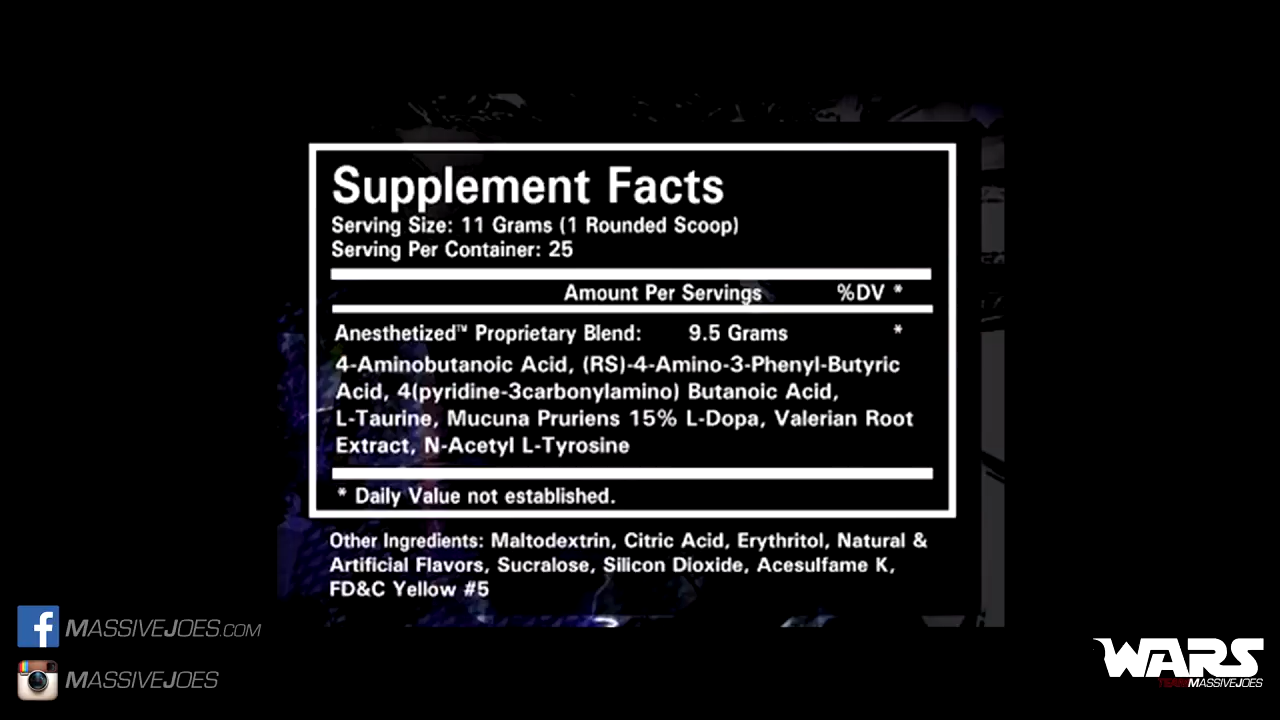 Supplement Facts
Serving Size: 11 Grams (1 Rounded Scoop)
Serving Per Container: 25
Amount Per Servings %DV *
Anesthetized™ Proprietary Blend: 9.5 Grams *
4-Aminobutanoic Acid, (RS)-4-Amino-3-Phenyl-Butyric
Acid, 4(pyridine-3carbonylamino) Butanoic Acid,
L-Taurine, Mucuna Pruriens 15% L-Dopa, Valerian Root
Extract, N-Acetyl L-Tyrosine
* Daily Value not established.
Other Ingredients: Maltodextrin, Citric Acid, Erythritol, Natural &
Artificial Flavors, Sucralose, Silicon Dioxide, Acesulfame K,
FD&C Yellow #5
MASSIVEJOES.COM
MASSIVEJOES
WARS
TEAM MASSIVEJOES